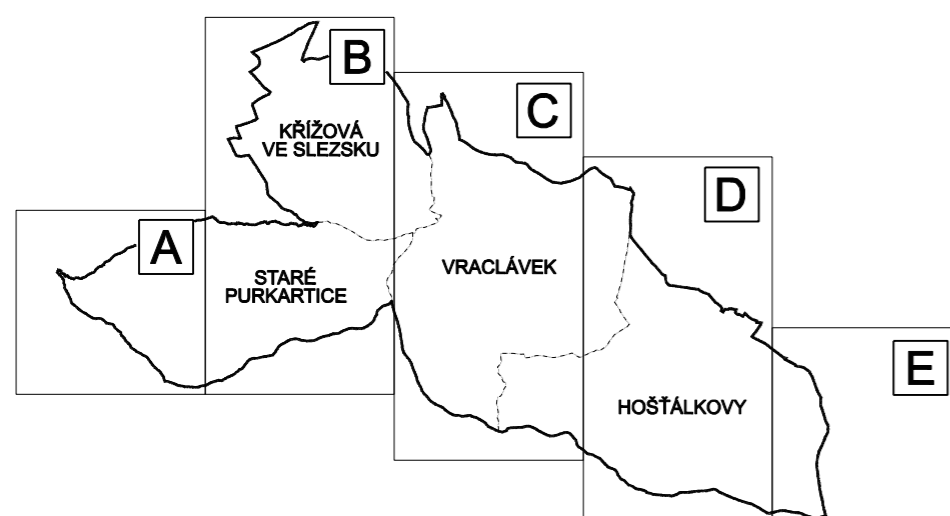 B
C
KŘÍŽOVÁ
VE SLEZSKU
D
A
VRACLÁVEK
STARÉ
PURKARTICE
E
HOŠŤÁLKOVY